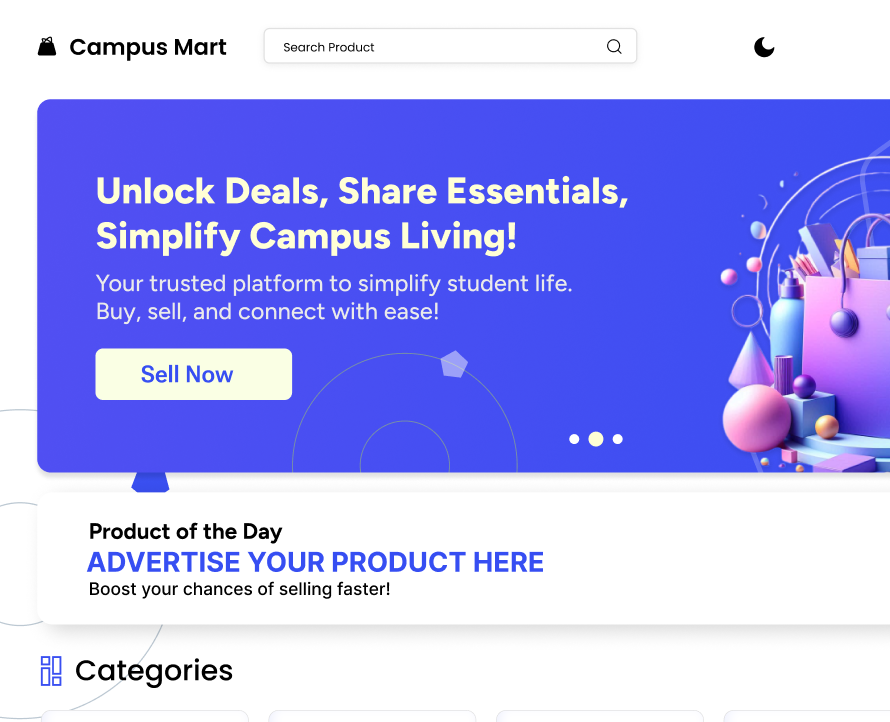 Campus Mart
Search Product
Unlock Deals, Share Essentials,
Simplify Campus Living!
Your trusted platform to simplify student life.
Buy, sell, and connect with ease!
Sell Now
Product of the Day
ADVERTISE YOUR PRODUCT HERE
Boost your chances of selling faster!
Categories